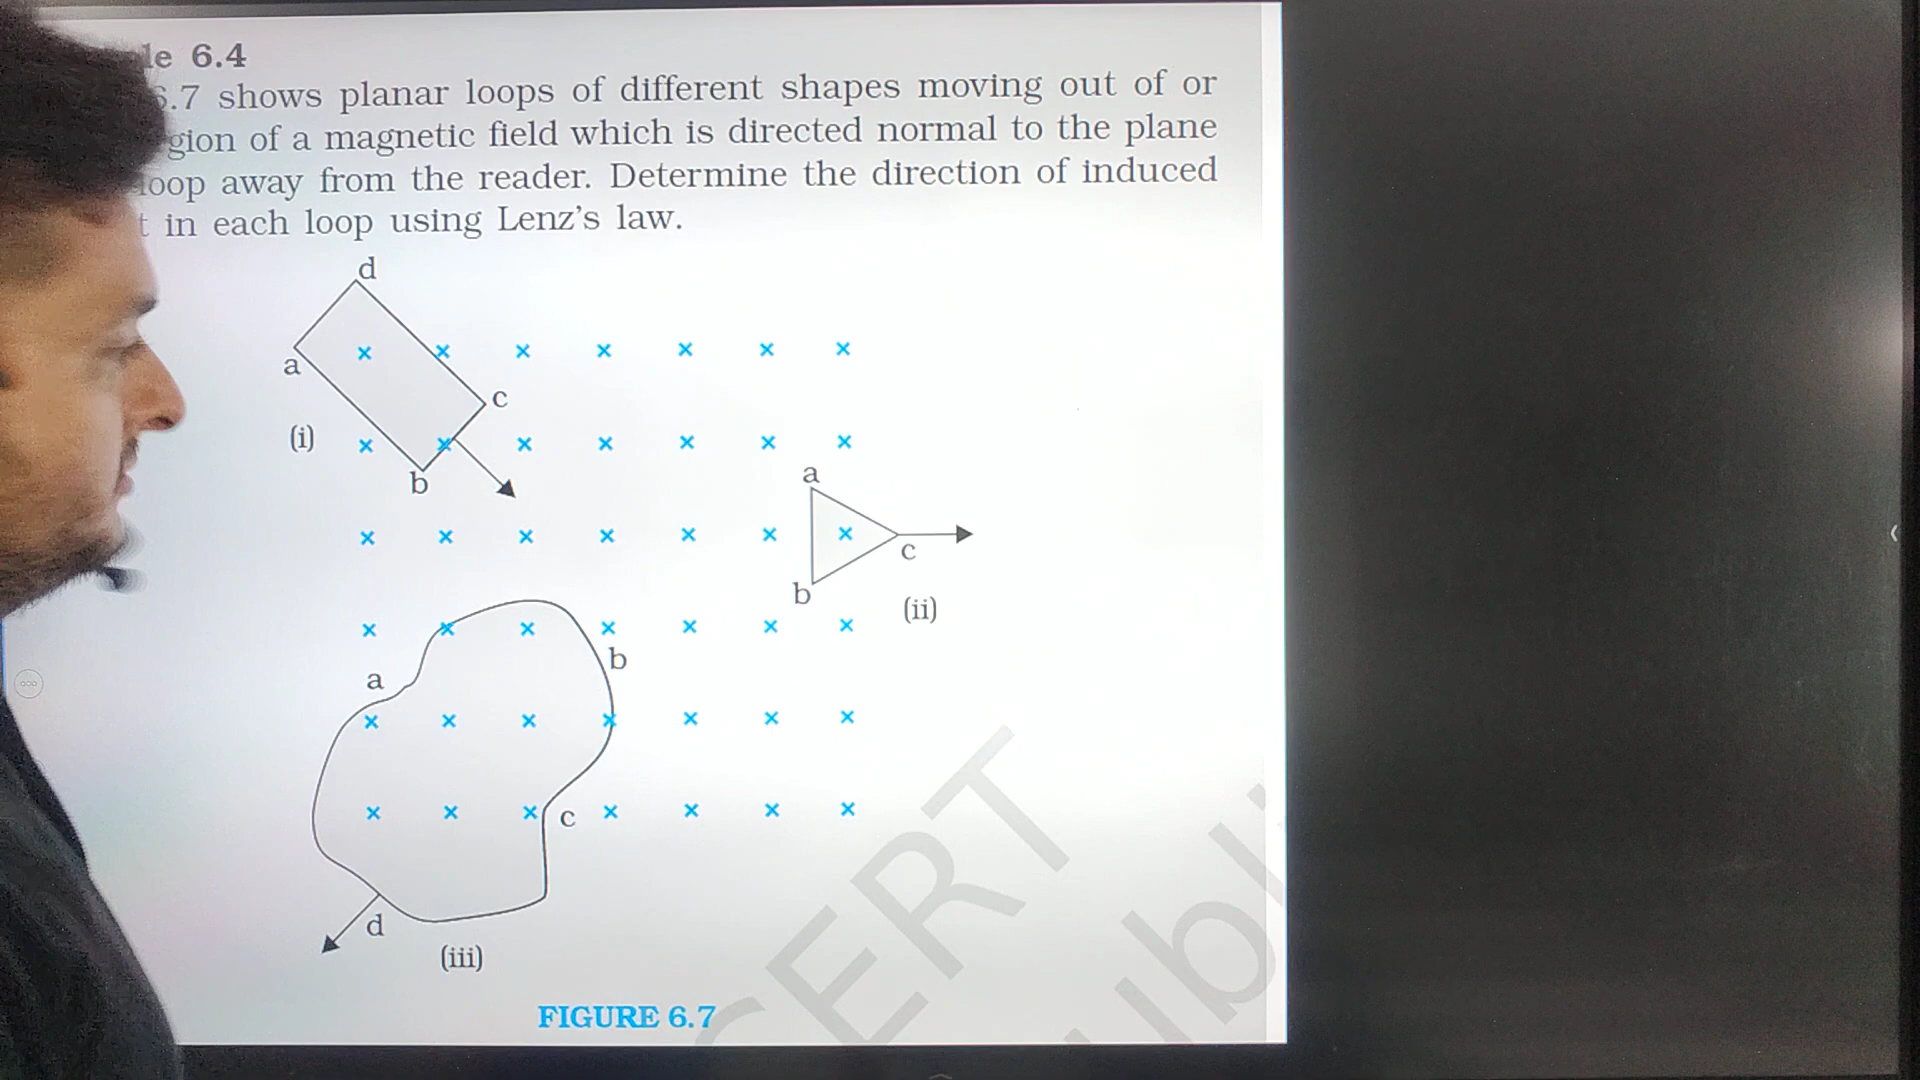 le 6.4
6.7 shows planar loops of different shapes moving out of or
gion of a magnetic field which is directed normal to the plane
loop away from the reader. Determine the direction of induced
t in each loop using Lenz's law.
d
a
c
(i)
b
a
c
b
(ii)
b
a
c
d
(iii)
FIGURE 6.7